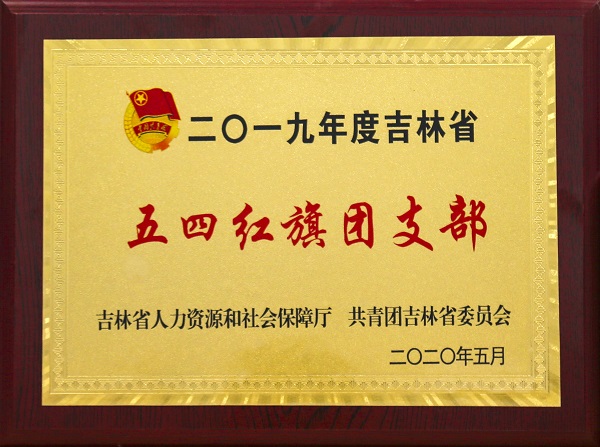 二〇一九年度吉林省
五四红旗团支部
吉林省人力资源和社会保障厅 共青团吉林省委员会
二〇二〇年五月